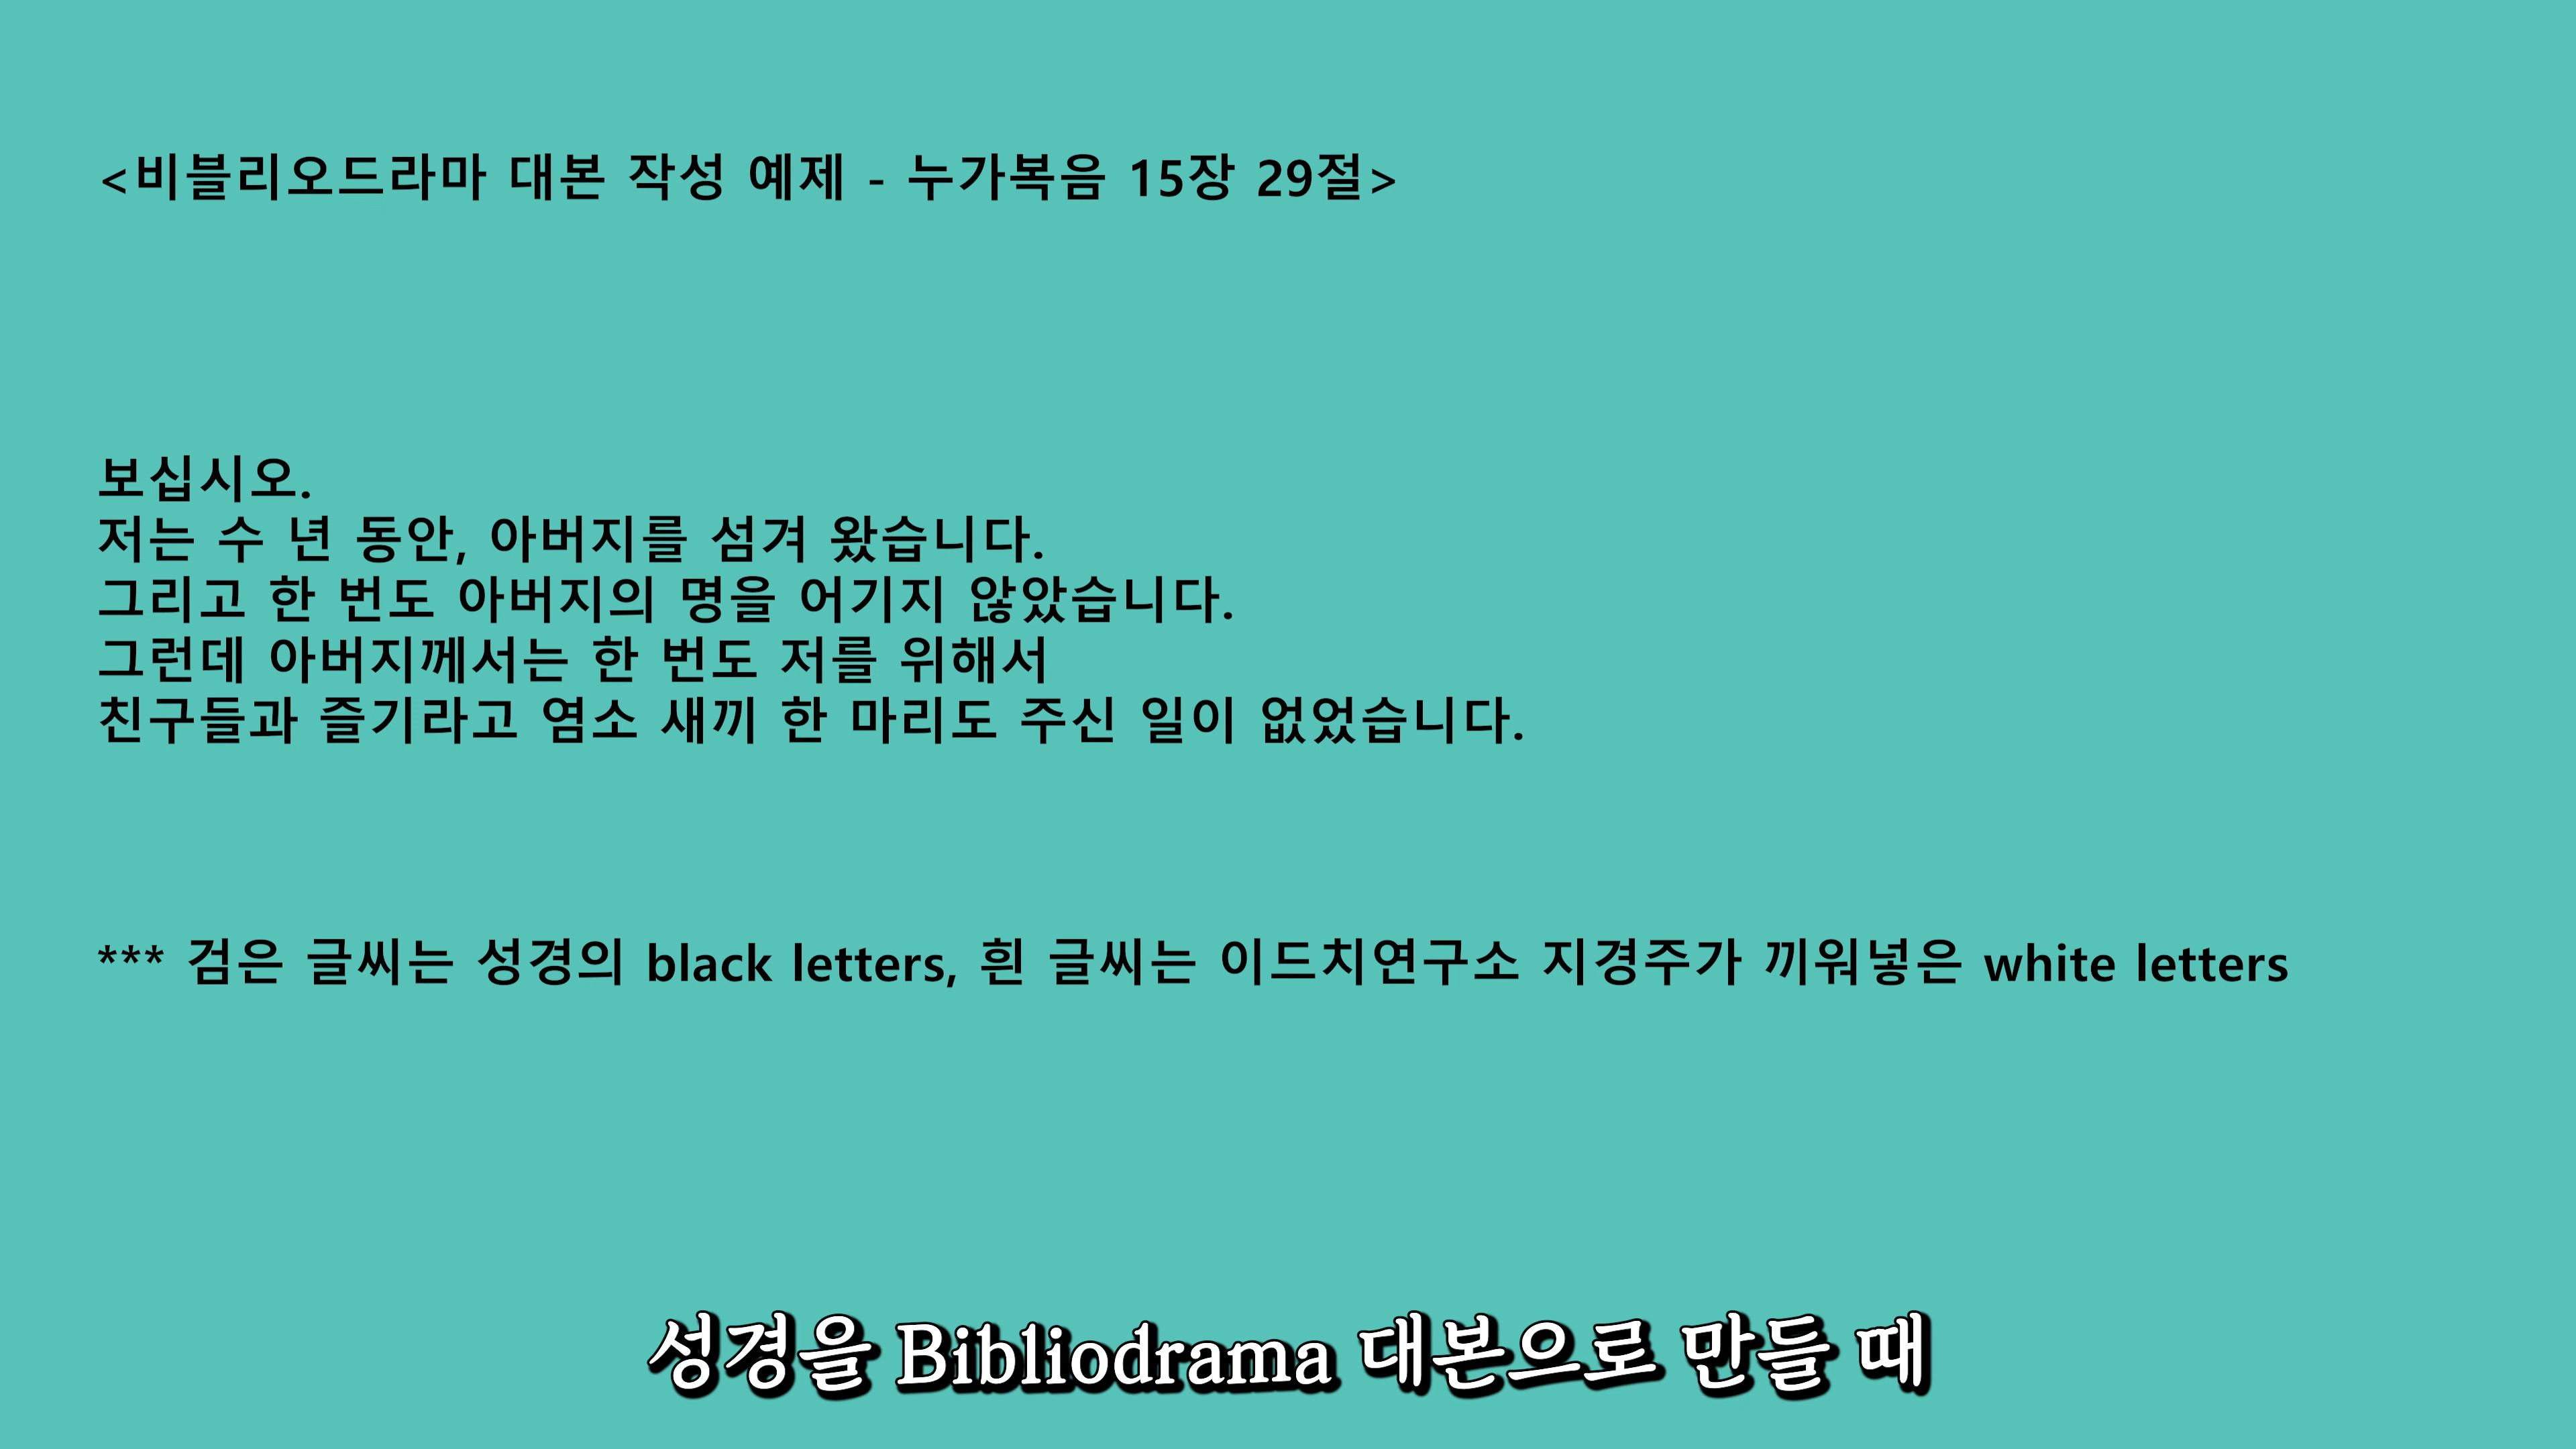 <비블리오드라마 대본 작성 예제 - 누가복음 15장 29절>
보십시오.
저는 수 년 동안, 아버지를 섬겨 왔습니다.
그리고 한 번도 아버지의 명을 어기지 않았습니다.
그런데 아버지께서는 한 번도 저를 위해서
친구들과 즐기라고 염소 새끼 한 마리도 주신 일이 없었습니다.
*** 검은 글씨는 성경의 black letters, 흰 글씨는 이드치연구소 지경주가 끼워넣은 white letters
성경을 Bibliodrama 대본으로 만들 때